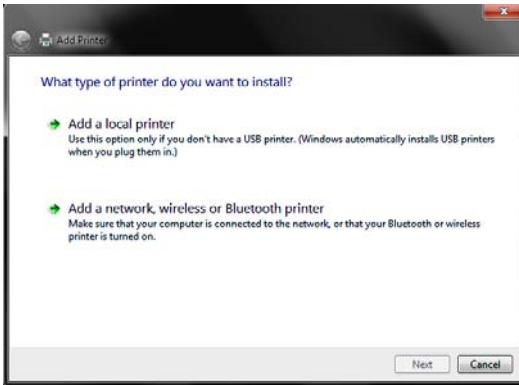 Add Printer
What type of printer do you want to install?
Add a local printer
Use this option only if you don't have a USB printer. (Windows automatically installs USB printers
when you plug them in.)
Add a network, wireless or Bluetooth printer
Make sure that your computer is connected to the network, or that your Bluetooth or wireless
printer is turned on.
Next Cancel